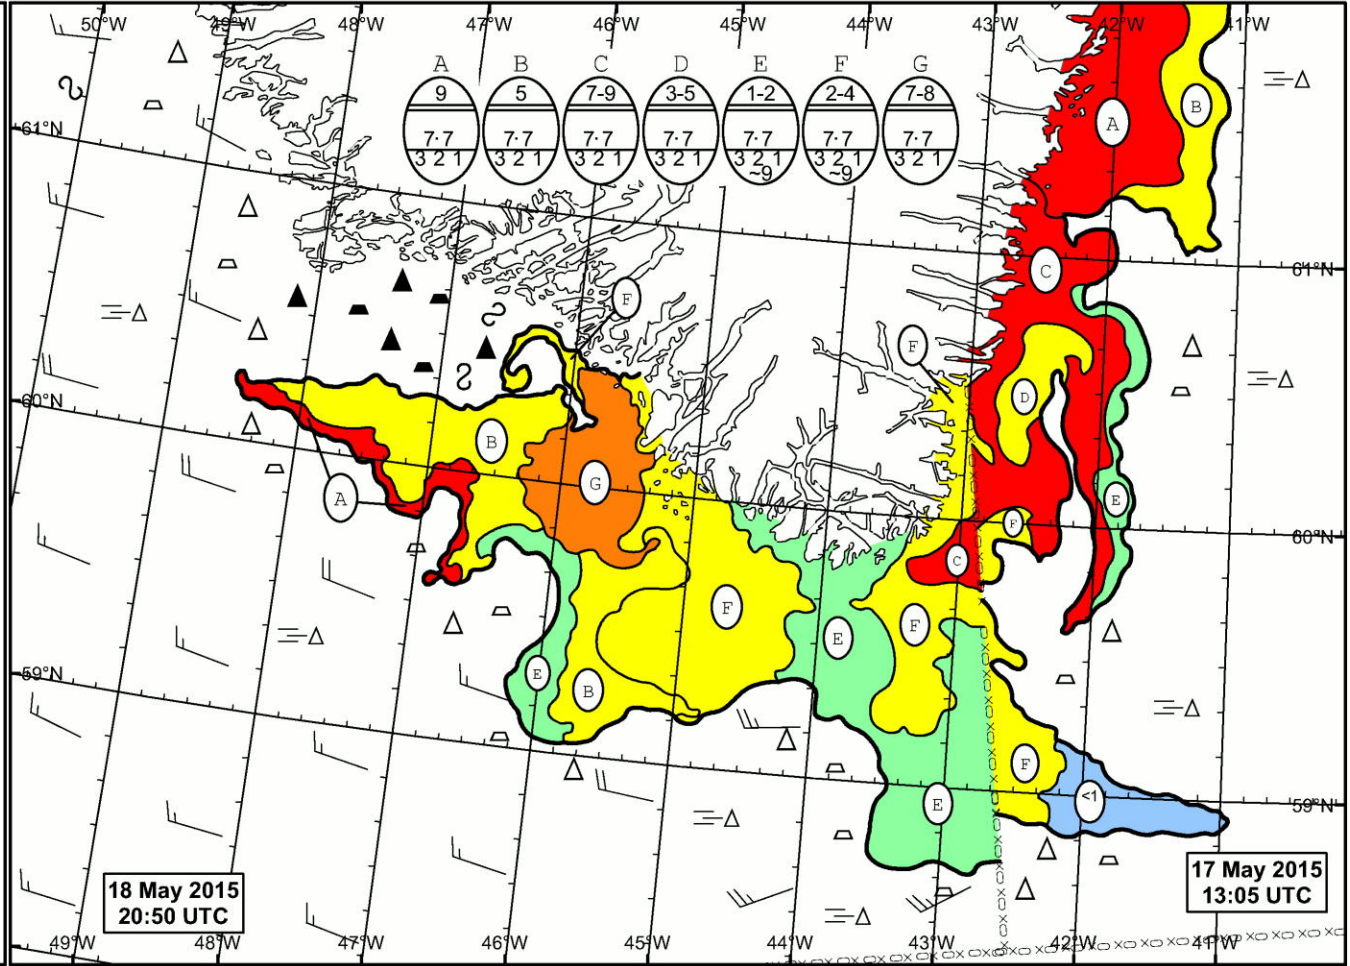 50°W 49°W 48°W 47°W 46°W 45°W 44°W 43°W 42°W 41°W
A B C D E F G
9 5 7-9 3-5 1-2 2-4 7-8
7·7 7·7 7·7 7·7 7·7 7·7 7·7
3 2 1 3 2 1 3 2 1 3 2 1 3 2 1 3 2 1 3 2 1
~9 ~9
B
A
61°N
C
61°N
F
F
D
60°N
B
G
A
E
F
60°N
C
F
F
E
E
59°N
B
F
<1
E
59°N
18 May 2015
20:50 UTC
17 May 2015
13:05 UTC
49°W 48°W 47°W 46°W 45°W 44°W 43°W 42°W 41°W